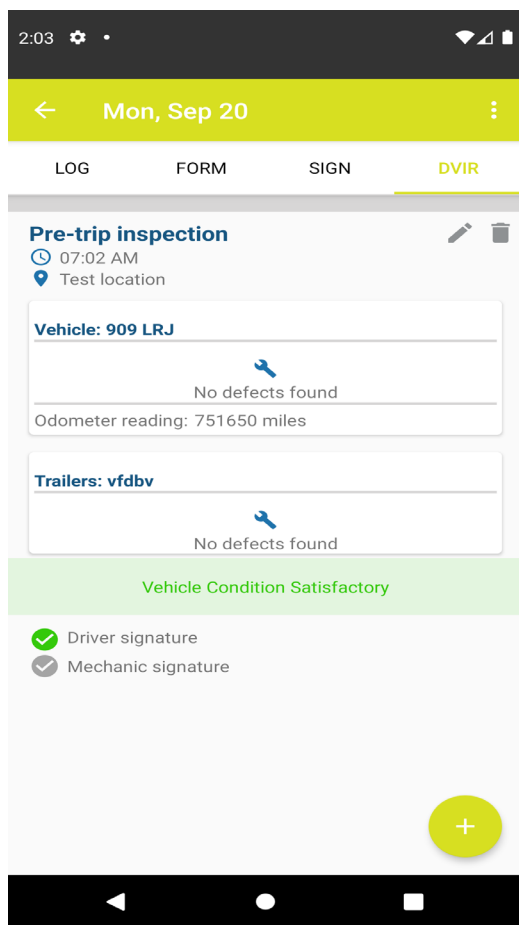 2:03
Mon, Sep 20
LOG FORM SIGN DVIR
Pre-trip inspection
07:02 AM
Test location
Vehicle: 909 LRJ
No defects found
Odometer reading: 751650 miles
Trailers: vfdbv
No defects found
Vehicle Condition Satisfactory
Driver signature
Mechanic signature